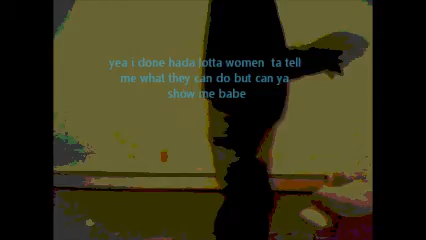 yea i done hada lotta women  ta tell
me what they can do but can ya
show me babe